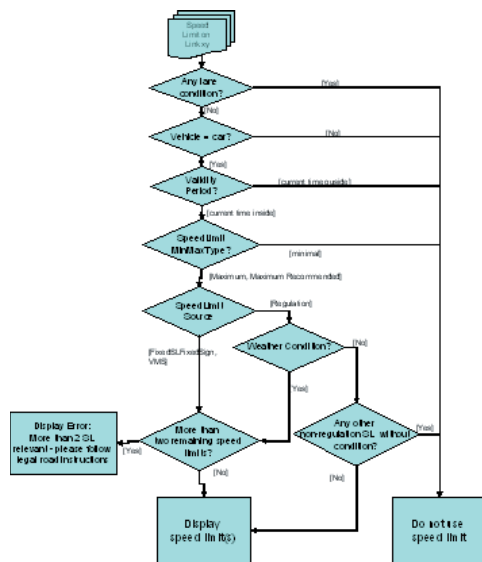 Speed
Limit on
Link xy
Any lane
condition?
[Yes]
[No]
Vehicle = car?
[No]
[Yes]
Validity
Period?
[current time outside]
[current time inside]
Speed Limit
MinMaxType?
[minimal]
[Maximum, Maximum Recommended]
Speed Limit
Source
[Regulation]
Weather Condition?
[No]
[FixedSLFixedSign,
VMS]
[Yes]
Display Error:
More than 2 SL
relevant - please follow
legal road instructions
[Yes]
More than
two remaining speed
limits?
Any other
non-regulation SL without
condition?
[Yes]
[No]
[No]
Display
speed limit(s)
Do not use
speed limit